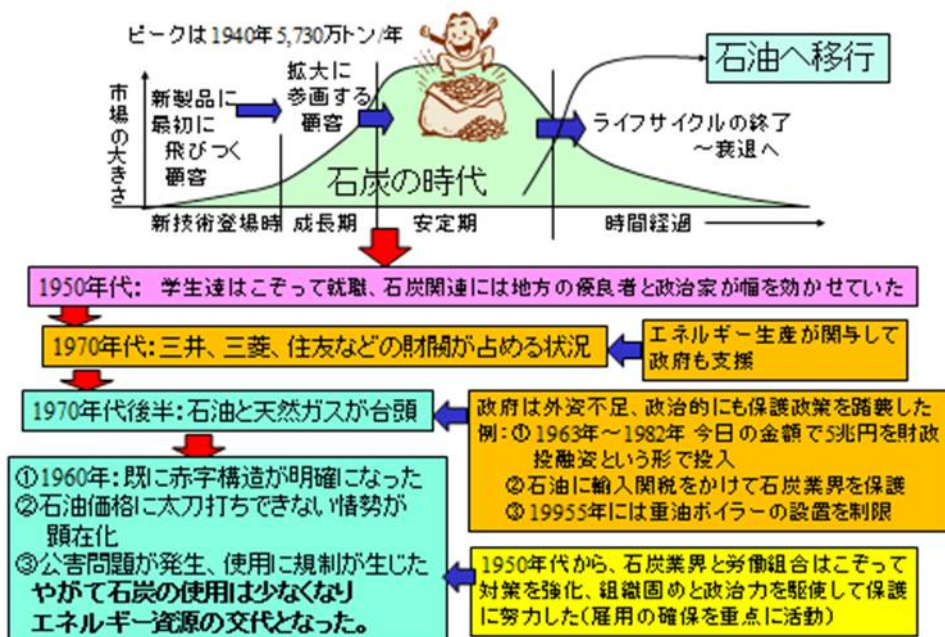 ピークは1940年5,730万トン/年
石油へ移行
市場の大きさ
新製品に
最初に
飛びつく
顧客
拡大に
参画する
顧客
ライフサイクルの終了
～衰退へ
石炭の時代
新技術登場時
成長期
安定期
時間経過
1950年代： 学生達はこぞって就職、石炭関連には地方の優良者と政治家が幅を効かせていた
1970年代：三井、三菱、住友などの財閥が占める状況
エネルギー生産が関与して
政府も支援
1970年代後半：石油と天然ガスが台頭
政府は外資不足、政治的にも保護政策を踏襲した
例：①1963年～1982年 今日の金額で5兆円を財政
投融資という形で投入
②石油に輸入関税をかけて石炭業界を保護
③19955年には重油ボイラーの設置を制限
①1960年：既に赤字構造が明確になった
②石油価格に太刀打ちできない情勢が
顕在化
③公害問題が発生、使用に規制が生じた
やがて石炭の使用は少なくなり
エネルギー資源の交代となった。
1950年代から、石炭業界と労働組合はこぞって
対策を強化、組織固めと政治力を駆使して保護
に努力した(雇用の確保を重点に活動)